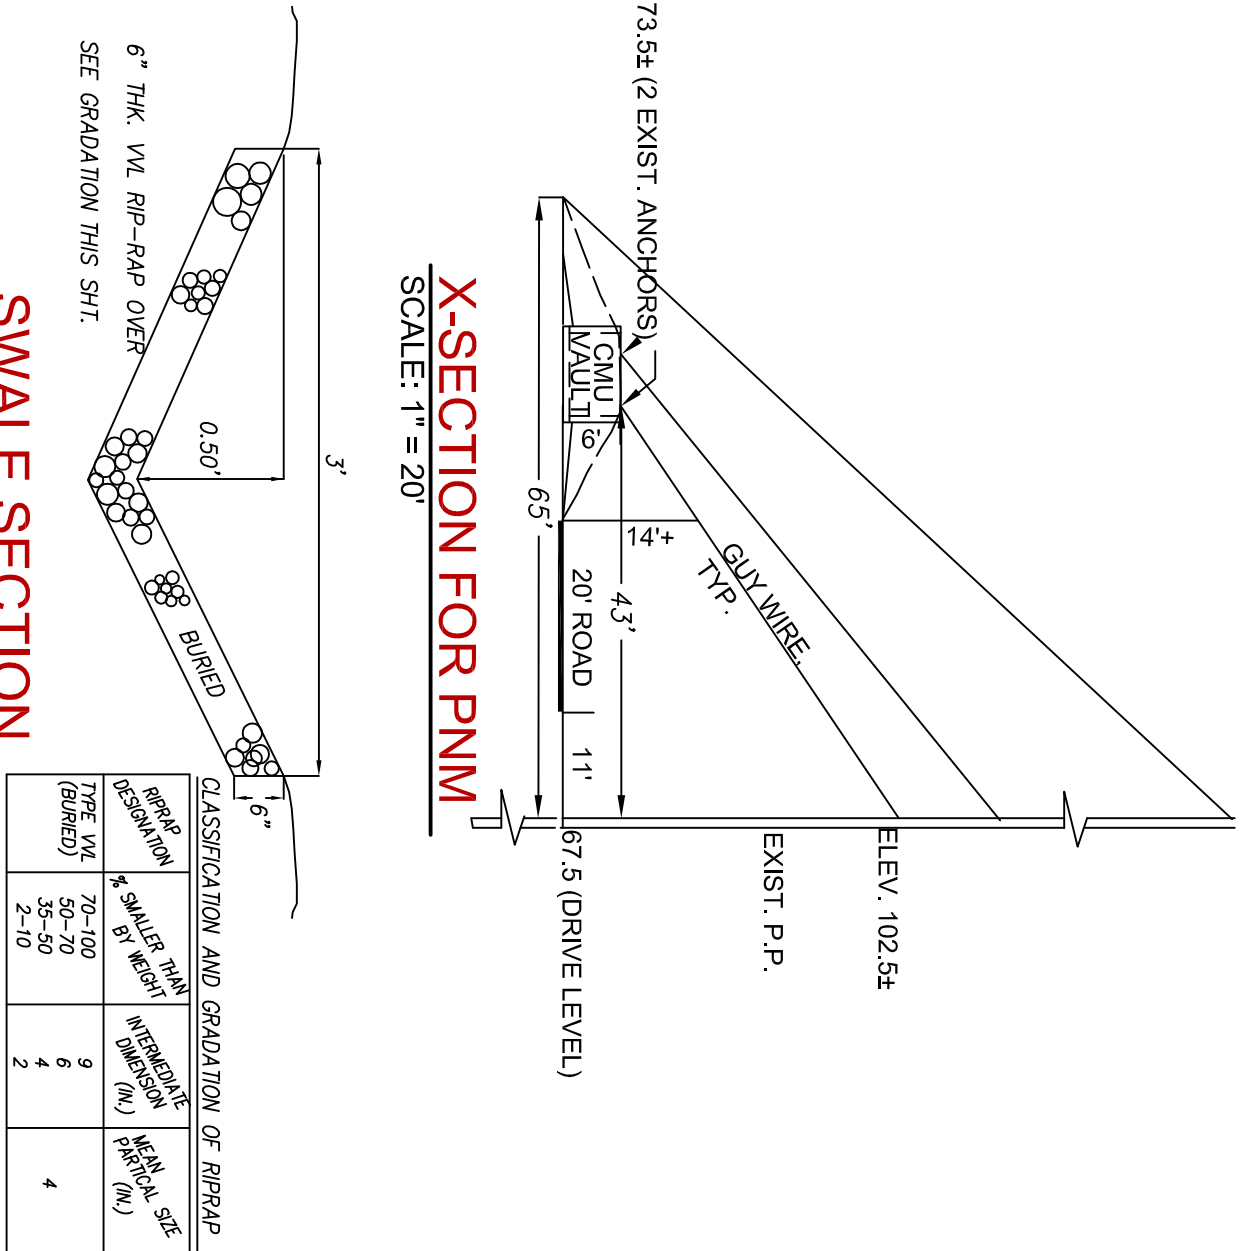 73.5± (2 EXIST. ANCHORS)
CMU
VAULT
6'
14'±
GUY WIRE,
TYP.
20' ROAD
11'
43'
65'
ELEV. 102.5±
EXIST. P.P.
67.5 (DRIVE LEVEL)
X-SECTION FOR PNM
SCALE: 1" = 20'
3'
0.50'
BURIED
6"
6" THK. VVL RIP-RAP OVER
SEE GRADATION THIS SHT.
SWALE SECTION
CLASSIFICATION AND GRADATION OF RIPRAP
RIPRAP
DESIGNATION
% SMALLER THAN
BY WEIGHT
INTERMEDIATE
DIMENSION
(IN.)
MEAN
PARTICAL SIZE
(IN.)
TYPE VVL
(BURIED)
70-100
50-70
35-50
2-10
9
6
4
2
4